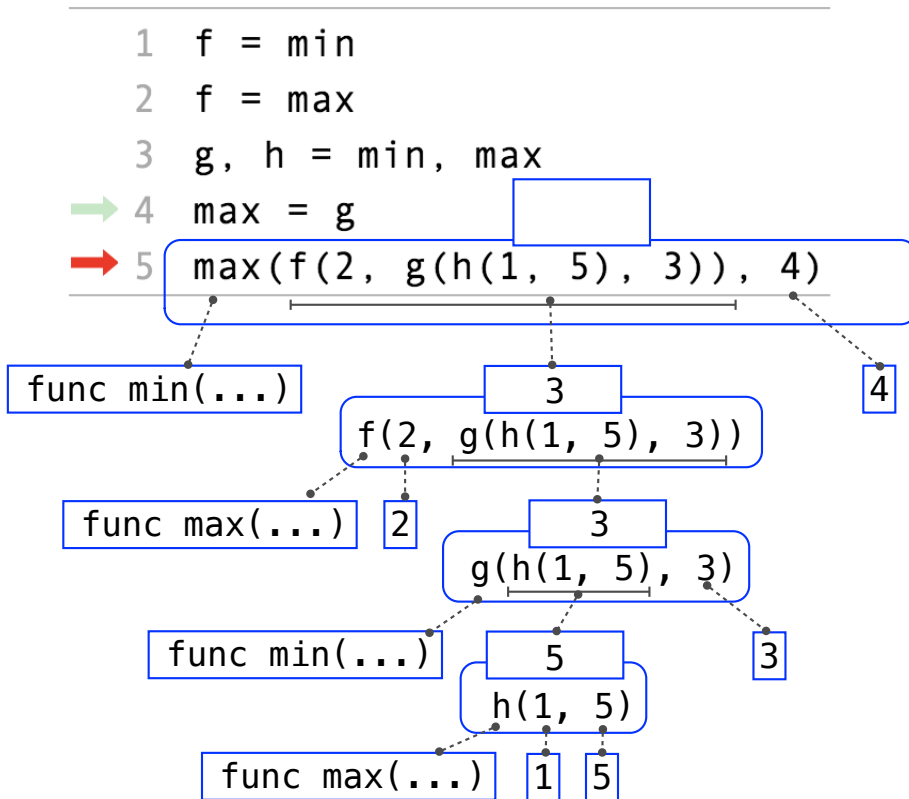 1 f = min
2 f = max
3 g, h = min, max
4 max = g
5 max(f(2, g(h(1, 5), 3)), 4)
func min(...)
3
4
f(2, g(h(1, 5), 3))
func max(...)
2
3
g(h(1, 5), 3)
func min(...)
5
3
h(1, 5)
func max(...)
1
5